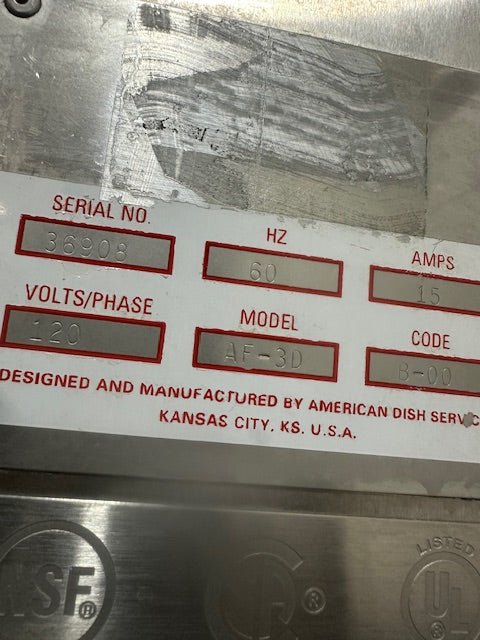 SERIAL NO. HZ AMPS
36908 60 15
VOLTS/PHASE MODEL CODE
120 AF-3D B-00
DESIGNED AND MANUFACTURED BY AMERICAN DISH SERVIC
KANSAS CITY, KS. U.S.A.
NSF® ® LISTED
UL
®